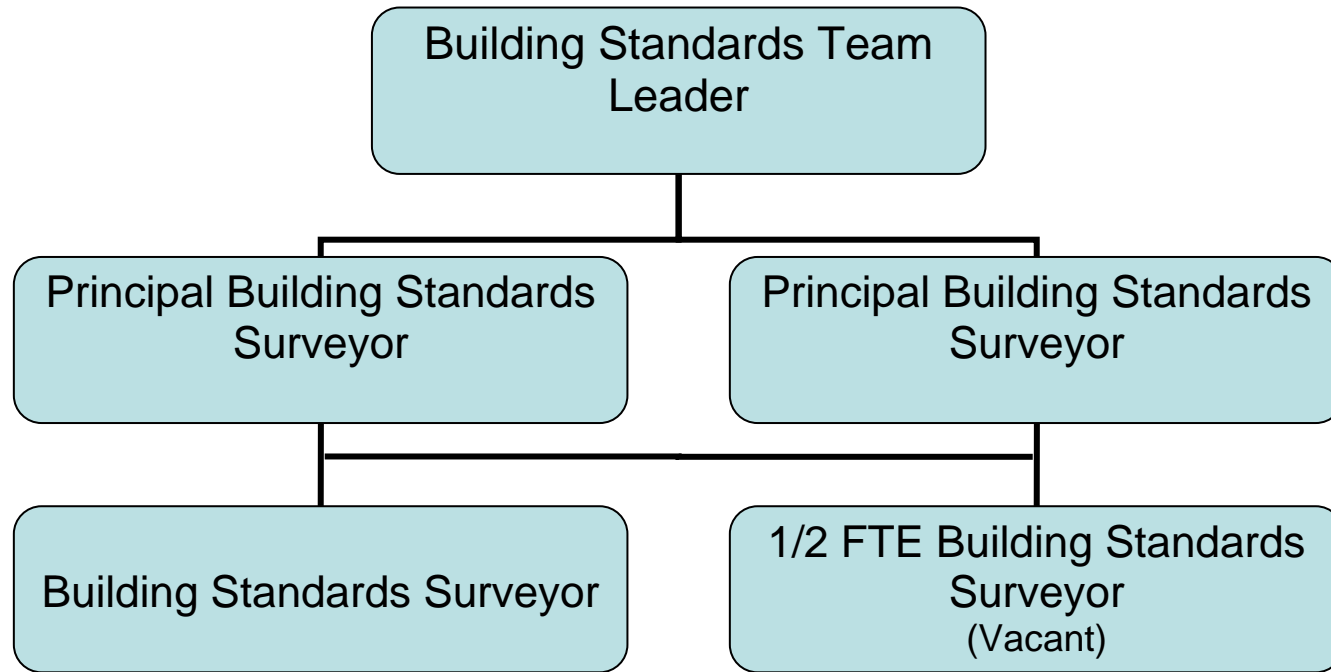 Building Standards Team
Leader
Principal Building Standards
Surveyor
Principal Building Standards
Surveyor
Building Standards Surveyor
1/2 FTE Building Standards
Surveyor
(Vacant)